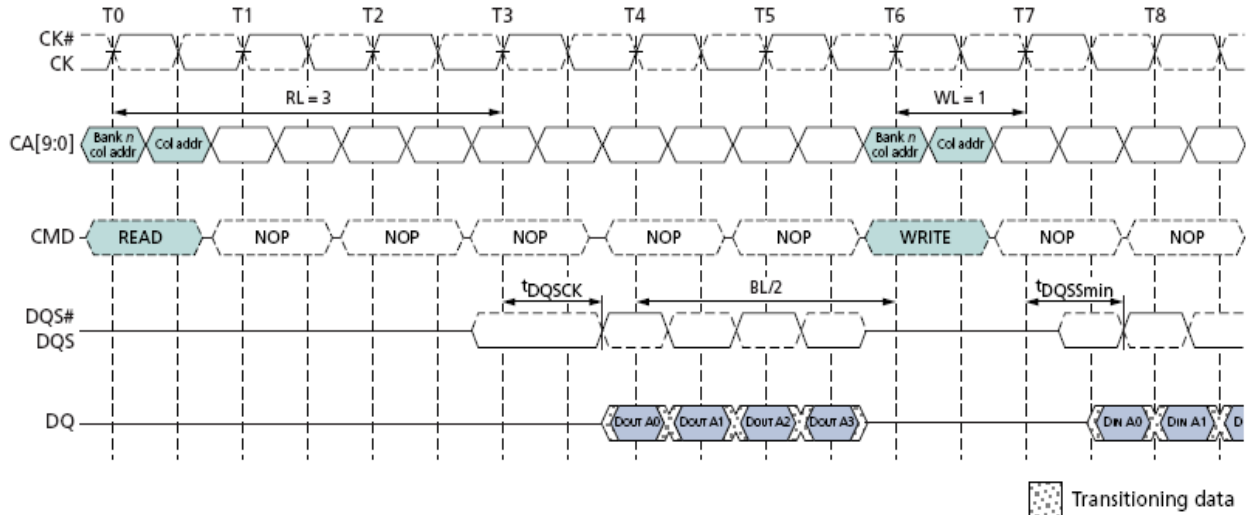 T0 T1 T2 T3 T4 T5 T6 T7 T8
CK#
CK
RL = 3 WL = 1
CA[9:0] Bank n col addr Col addr Bank n col addr Col addr
CMD READ NOP NOP NOP NOP NOP WRITE NOP NOP
tDQSCK BL/2 tDQSSmin
DQS#
DQS
DQ DOUT A0 DOUT A1 DOUT A2 DOUT A3 DIN A0 DIN A1 D
Transitioning data